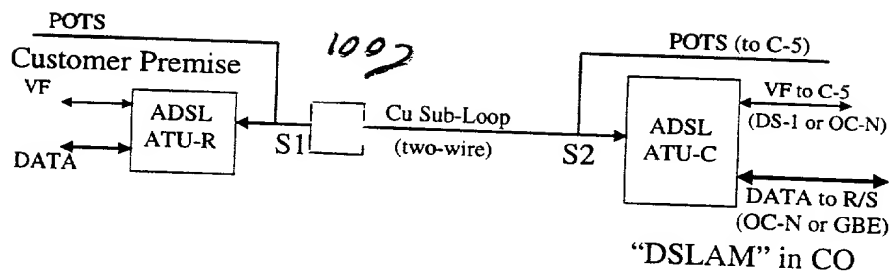 POTS
1002
POTS (to C-5)
Customer Premise
VF
ADSL
ATU-R
DATA
S1
Cu Sub-Loop
(two-wire)
S2
ADSL
ATU-C
VF to C-5
(DS-1 or OC-N)
DATA to R/S
(OC-N or GBE)
"DSLAM" in CO